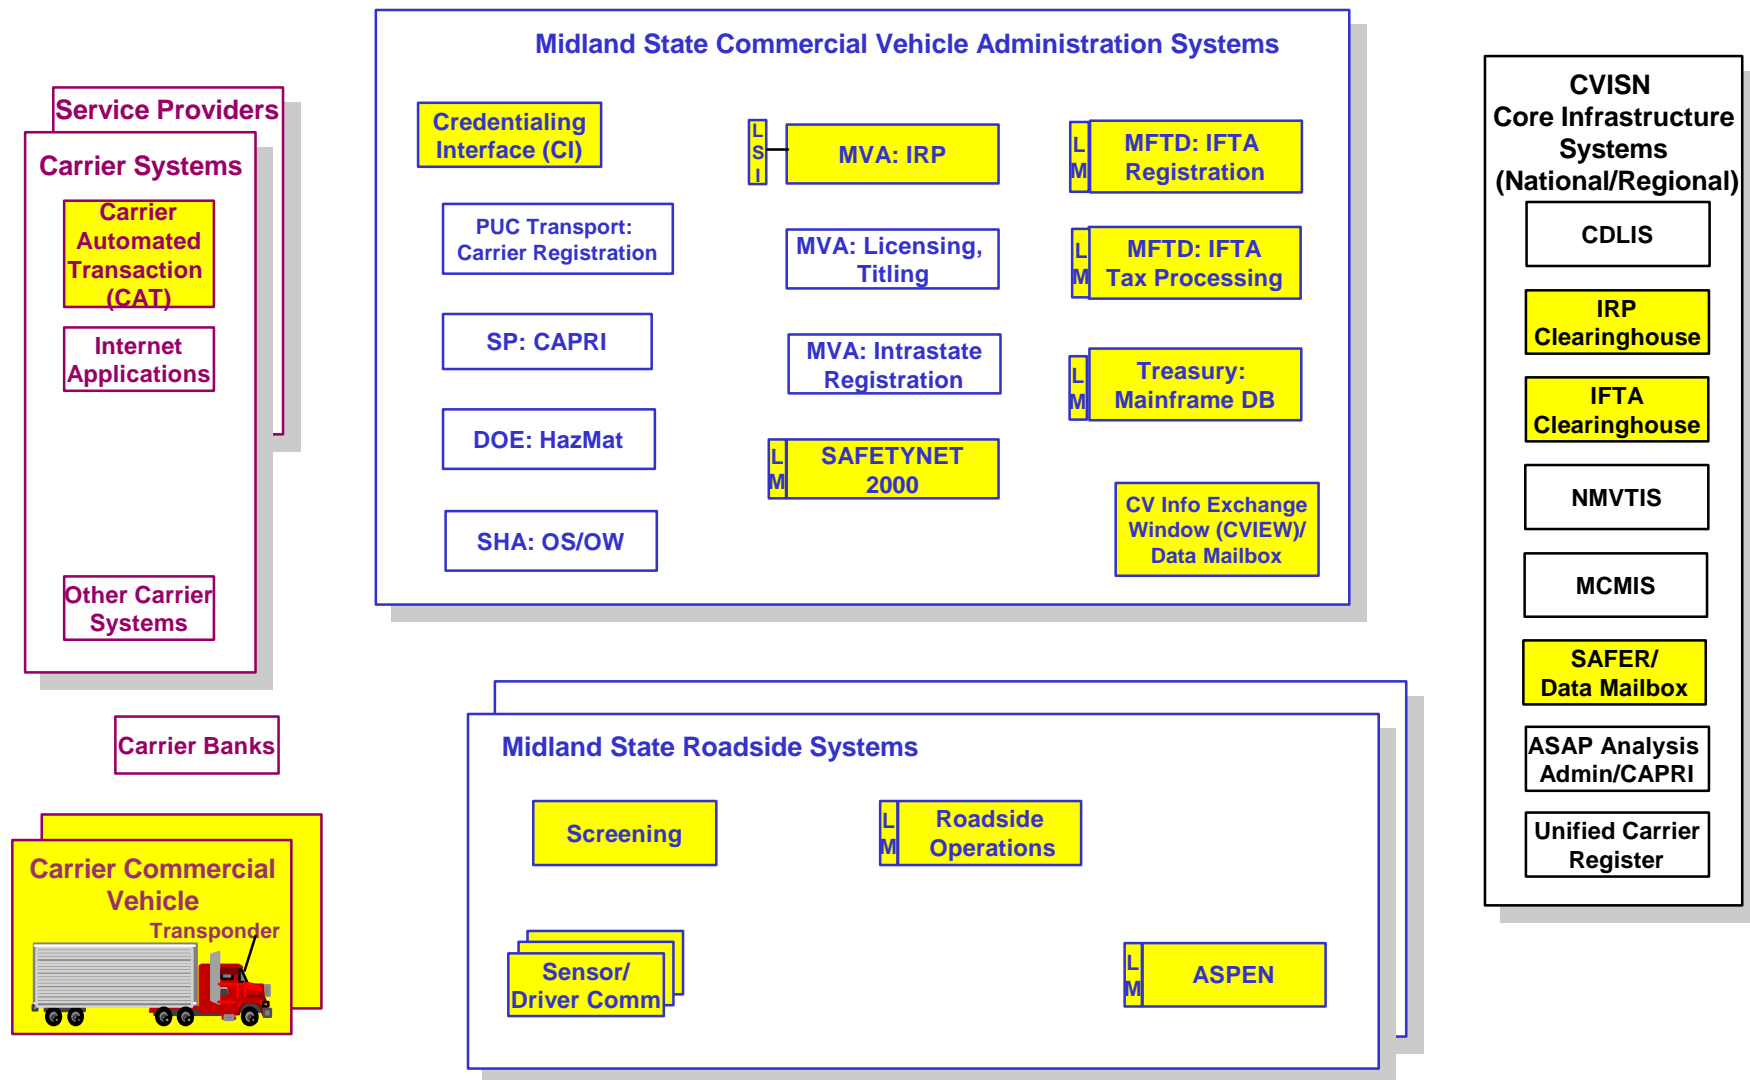 Midland State Commercial Vehicle Administration Systems
Service Providers
Carrier Systems
Carrier
Automated
Transaction
(CAT)
Internet
Applications
Other Carrier
Systems
Carrier Banks
Carrier Commercial
Vehicle
Transponder
Credentialing
Interface (CI)
PUC Transport:
Carrier Registration
SP: CAPRI
DOE: HazMat
SHA: OS/OW
L
S
I
MVA: IRP
MVA: Licensing,
Titling
MVA: Intrastate
Registration
L
M
SAFETYNET
2000
L
M
MFTD: IFTA
Registration
L
M
MFTD: IFTA
Tax Processing
L
M
Treasury:
Mainframe DB
CV Info Exchange
Window (CVIEW)/
Data Mailbox
Midland State Roadside Systems
Screening
L
M
Roadside
Operations
Sensor/
Driver Comm
L
M
ASPEN
CVISN
Core Infrastructure
Systems
(National/Regional)
CDLIS
IRP
Clearinghouse
IFTA
Clearinghouse
NMVTIS
MCMIS
SAFER/
Data Mailbox
ASAP Analysis
Admin/CAPRI
Unified Carrier
Register